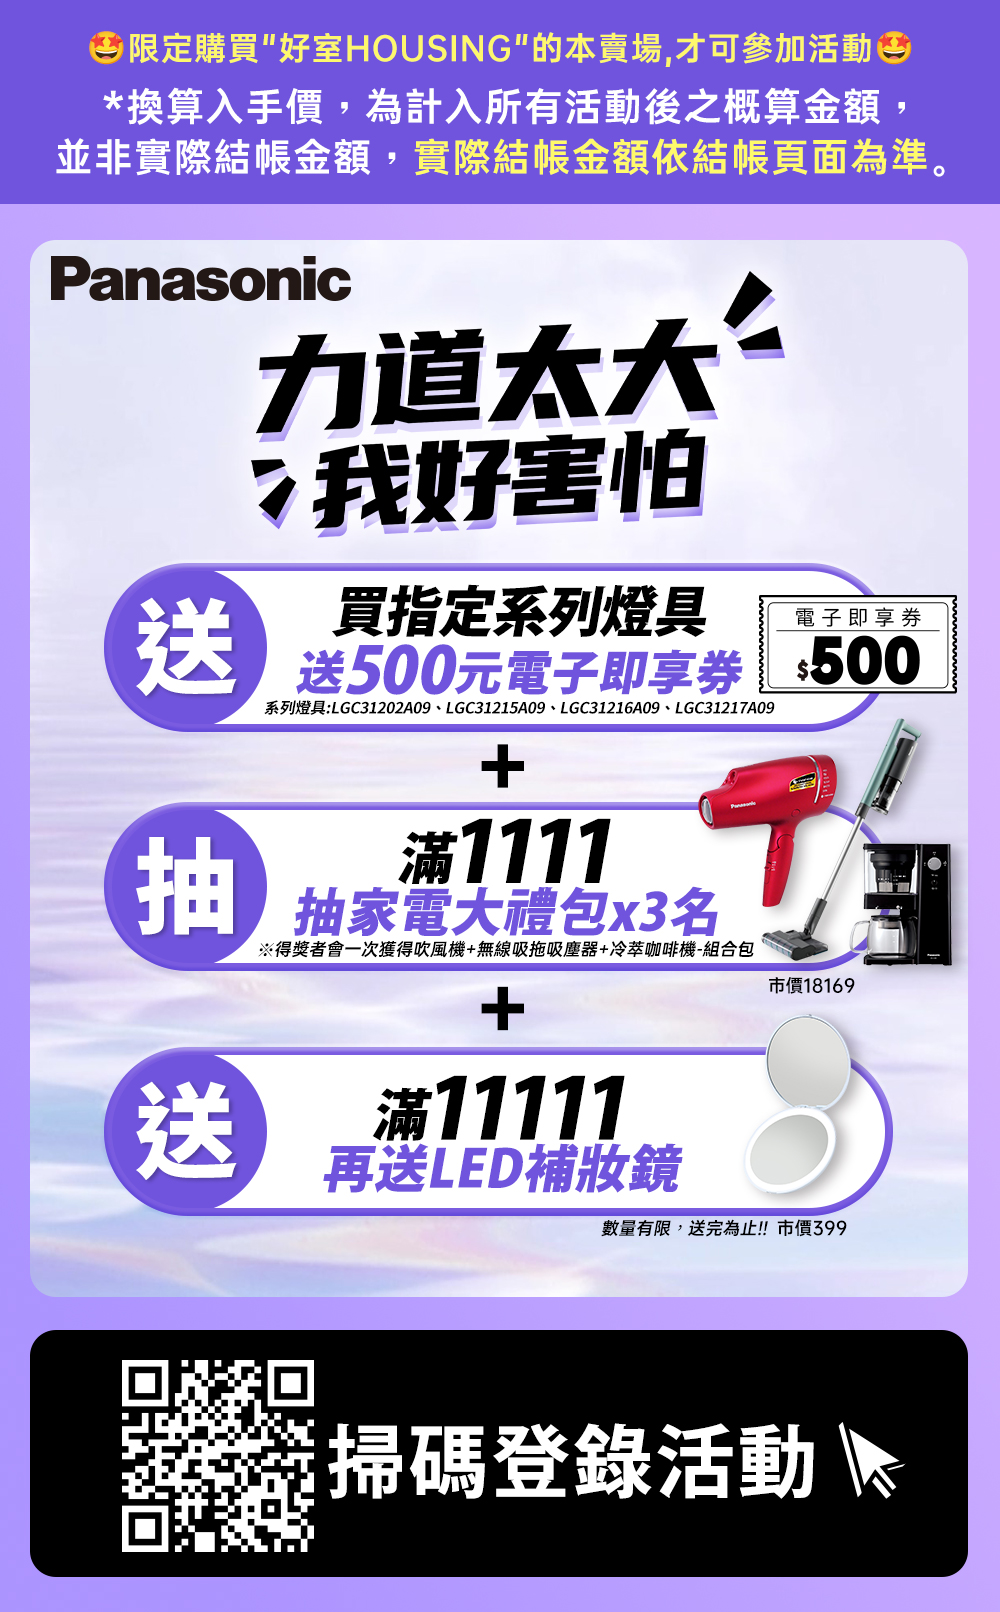 🤩限定購買"好室HOUSING"的本賣場,才可參加活動🤩
*換算入手價，為計入所有活動後之概算金額，
並非實際結帳金額，實際結帳金額依結帳頁面為準。
Panasonic
力道太大
我好害怕
送
買指定系列燈具
送500元電子即享券
系列燈具:LGC31202A09、LGC31215A09、LGC31216A09、LGC31217A09
電子即享券
$500
+
抽
滿1111
抽家電大禮包x3名
※得獎者會一次獲得吹風機+無線吸拖吸塵器+冷萃咖啡機-組合包
Panasonic
市價18169
+
送
滿11111
再送LED補妝鏡
數量有限，送完為止!! 市價399
掃碼登錄活動